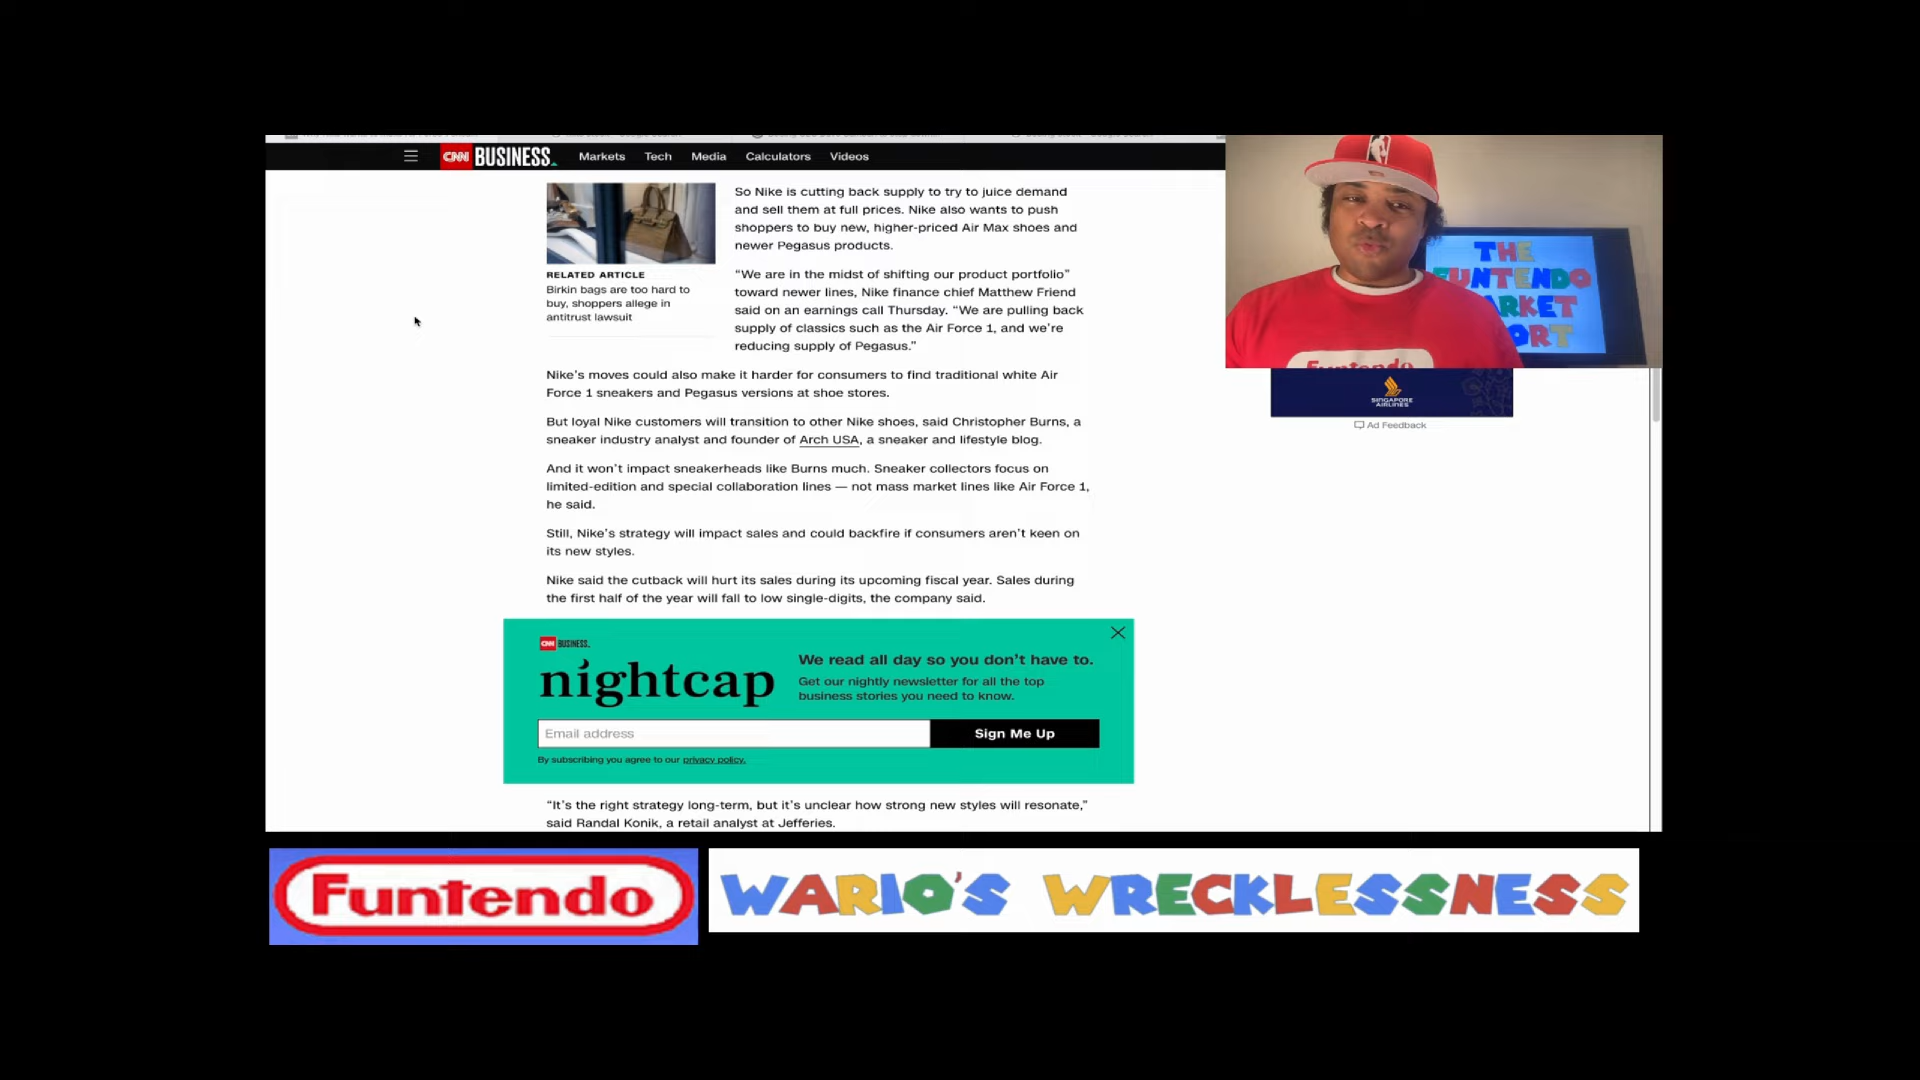 CNN BUSINESS
Markets Tech Media Calculators Videos
So Nike is cutting back supply to try to juice demand
and sell them at full prices. Nike also wants to push
shoppers to buy new, higher-priced Air Max shoes and
newer Pegasus products.
RELATED ARTICLE
Birkin bags are too hard to
buy, shoppers allege in
antitrust lawsuit
“We are in the midst of shifting our product portfolio”
toward newer lines, Nike finance chief Matthew Friend
said on an earnings call Thursday. “We are pulling back
supply of classics such as the Air Force 1, and we’re
reducing supply of Pegasus.”
Nike’s moves could also make it harder for consumers to find traditional white Air
Force 1 sneakers and Pegasus versions at shoe stores.
But loyal Nike customers will transition to other Nike shoes, said Christopher Burns, a
sneaker industry analyst and founder of Arch USA, a sneaker and lifestyle blog.
And it won’t impact sneakerheads like Burns much. Sneaker collectors focus on
limited-edition and special collaboration lines — not mass market lines like Air Force 1,
he said.
Still, Nike’s strategy will impact sales and could backfire if consumers aren’t keen on
its new styles.
Nike said the cutback will hurt its sales during its upcoming fiscal year. Sales during
the first half of the year will fall to low single-digits, the company said.
CNN BUSINESS
nightcap
We read all day so you don’t have to.
Get our nightly newsletter for all the top
business stories you need to know.
Email address
Sign Me Up
By subscribing you agree to our privacy policy.
“It’s the right strategy long-term, but it’s unclear how strong new styles will resonate,”
said Randal Konik, a retail analyst at Jefferies.
THE
FUNTENDO
Funtendo
SINGAPORE
AIRLINES
Ad Feedback
Funtendo
WARIO'S WRECKLESSNESS